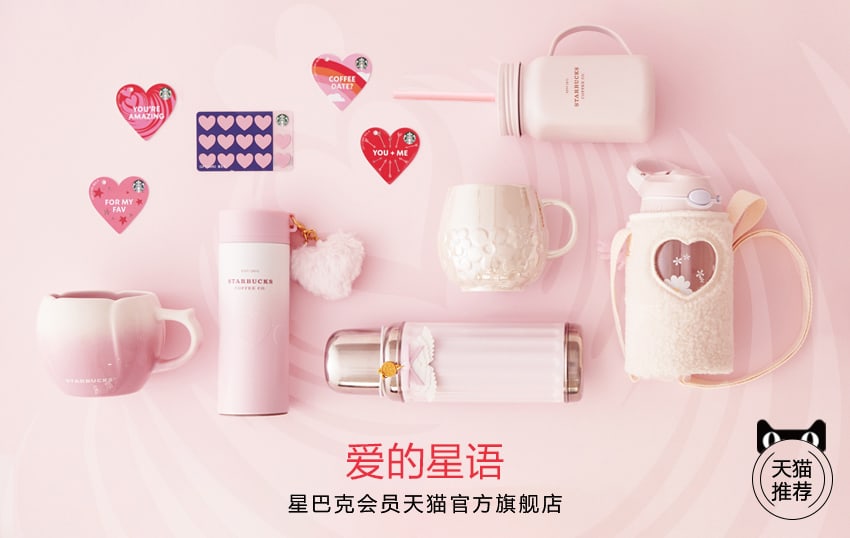 YOU'RE
AMAZING
COFFEE
DATE?
YOU + ME
FOR MY
FAV
STARBUCKS
COFFEE CO.
STARBUCKS
COFFEE CO.
STARBUCKS
爱的星语
星巴克会员天猫官方旗舰店
天猫
推荐